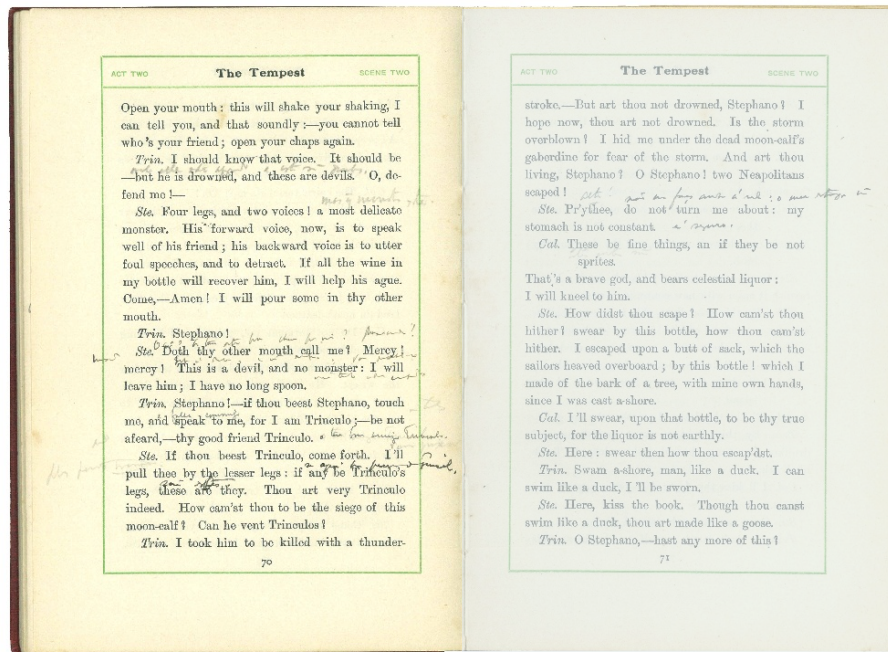 ACT TWO The Tempest SCENE TWO
Open your mouth: this will shake your shaking, I
can tell you, and that soundly:—you cannot tell
who's your friend; open your chaps again.
Trin. I should know that voice. It should be
—but he is drowned, and these are devils. O, de-
fend me!—
Ste. Four legs, and two voices! a most delicate
monster. His forward voice, now, is to speak
well of his friend; his backward voice is to utter
foul speeches, and to detract. If all the wine in
my bottle will recover him, I will help his ague.
Come,—Amen! I will pour some in thy other
mouth.
Trin. Stephano!
Ste. Doth thy other mouth call me? Mercy!
mercy! This is a devil, and no monster: I will
leave him; I have no long spoon.
Trin. Stephano!—if thou beest Stephano, touch
me, and speak to me, for I am Trinculo;—be not
afeard,—thy good friend Trinculo.
Ste. If thou beest Trinculo, come forth. I'll
pull thee by the lesser legs: if any be Trinculo's
legs, these are they. Thou art very Trinculo
indeed. How cam'st thou to be the siege of this
moon-calf? Can he vent Trinculos?
Trin. I took him to be killed with a thunder-
70
ACT TWO The Tempest SCENE TWO
stroke.—But art thou not drowned, Stephano? I
hope now, thou art not drowned. Is the storm
overblown? I hid me under the dead moon-calf's
gaberdine for fear of the storm. And art thou
living, Stephano? O Stephano! two Neapolitans
scaped!
Ste. Pr'ythee, do not turn me about: my
stomach is not constant
Cal. These be fine things, an if they be not
sprites.
That's a brave god, and bears celestial liquor:
I will kneel to him.
Ste. How didst thou scape? How cam'st thou
hither? swear by this bottle, how thou cam'st
hither. I escaped upon a butt of sack, which the
sailors heaved overboard; by this bottle! which I
made of the bark of a tree, with mine own hands,
since I was cast a-shore.
Cal. I'll swear, upon that bottle, to be thy true
subject, for the liquor is not earthly.
Ste. Here: swear then how thou escap'dst.
Trin. Swam a-shore, man, like a duck. I can
swim like a duck, I'll be sworn.
Ste. Here, kiss the book. Though thou canst
swim like a duck, thou art made like a goose.
Trin. O Stephano,—hast any more of this?
71